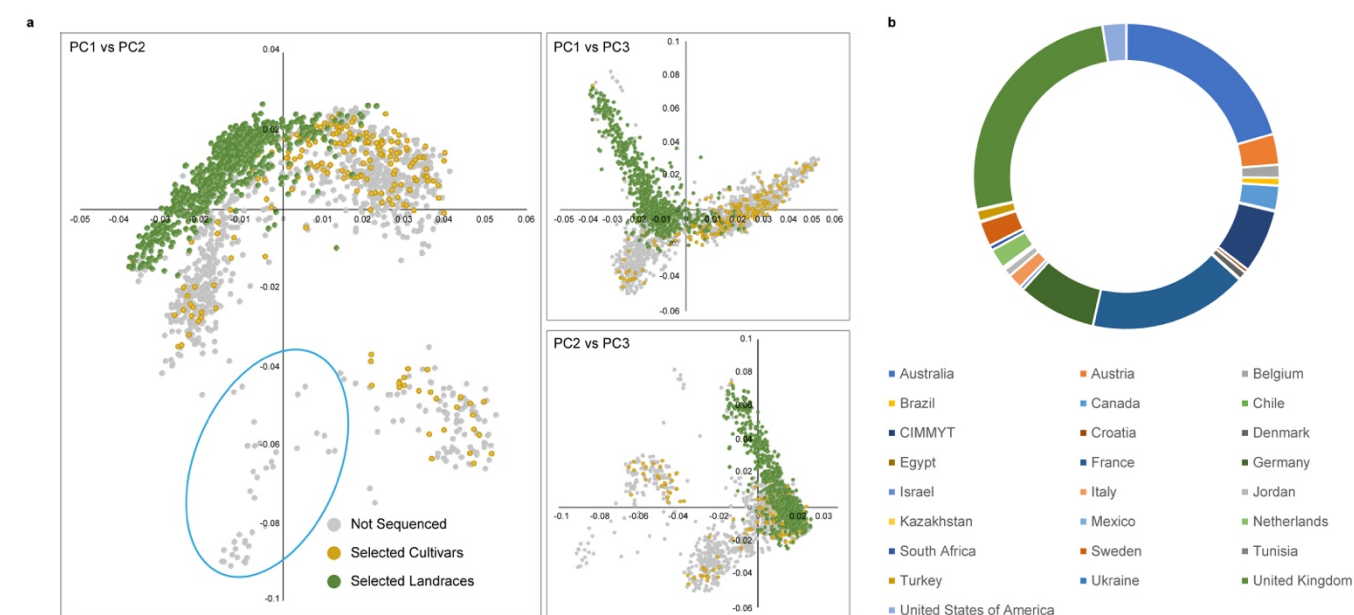 a
PC1 vs PC2
0.04
0.02
-0.05 -0.04 -0.03 -0.02 -0.01 0 0.01 0.02 0.03 0.04 0.05 0.06
-0.02
-0.04
-0.06
-0.08
-0.1
Not Sequenced
Selected Cultivars
Selected Landraces
PC1 vs PC3
0.1
0.08
0.06
0.04
0.02
-0.05 -0.04 -0.03 -0.02 -0.01 0 0.01 0.02 0.03 0.04 0.05 0.06
-0.04
-0.06
PC2 vs PC3
0.1
0.08
0.06
0.04
0.02
-0.1 -0.08 -0.06 -0.04 -0.02 0.02 0.03
-0.02
-0.04
-0.06
b
Australia Austria Belgium
Brazil Canada Chile
CIMMYT Croatia Denmark
Egypt France Germany
Israel Italy Jordan
Kazakhstan Mexico Netherlands
South Africa Sweden Tunisia
Turkey Ukraine United Kingdom
United States of America